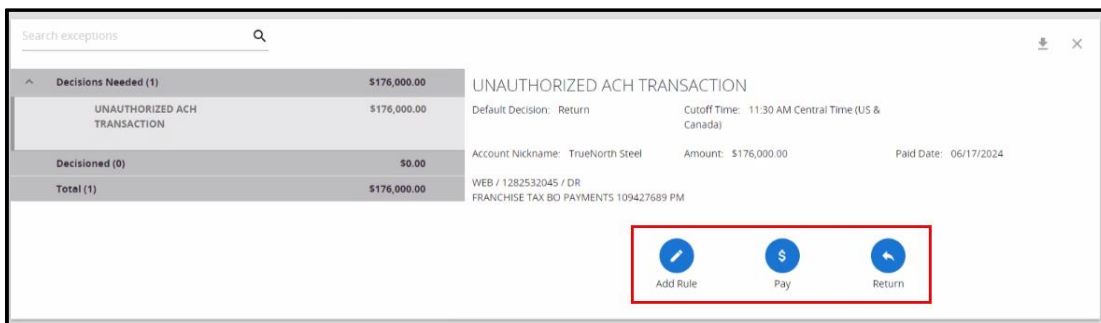 Search exceptions
Decisions Needed (1) $176,000.00
UNAUTHORIZED ACH $176,000.00
TRANSACTION
Decisioned (0) $0.00
Total (1) $176,000.00
UNAUTHORIZED ACH TRANSACTION
Default Decision: Return Cutoff Time: 11:30 AM Central Time (US &
Canada)
Account Nickname: TrueNorth Steel Amount: $176,000.00 Paid Date: 06/17/2024
WEB / 1282532045 / DR
FRANCHISE TAX BO PAYMENTS 109427689 PM
$
Add Rule Pay Return